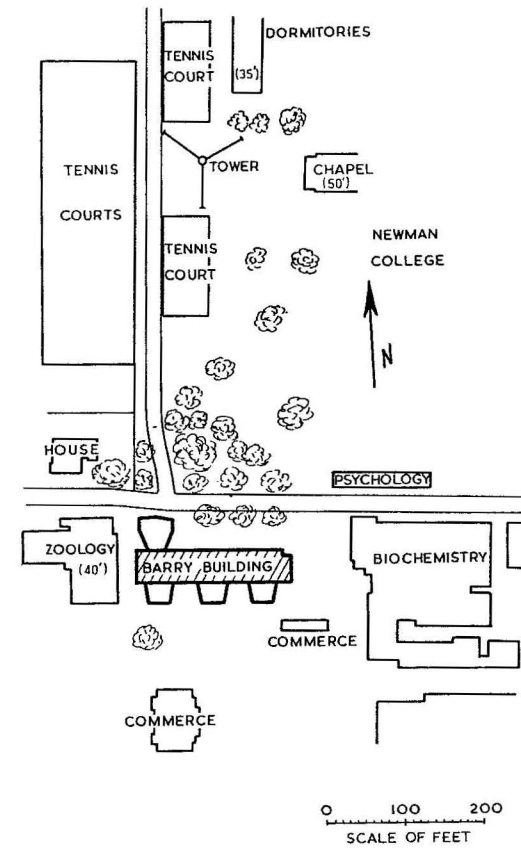 DORMITORIES
(35')
TENNIS
COURT
TENNIS
COURTS
TOWER
CHAPEL
(50')
TENNIS
COURT
NEWMAN
COLLEGE
N
HOUSE
PSYCHOLOGY
ZOOLOGY
(40')
BARRY BUILDING
BIOCHEMISTRY
COMMERCE
COMMERCE
0 100 200
SCALE OF FEET